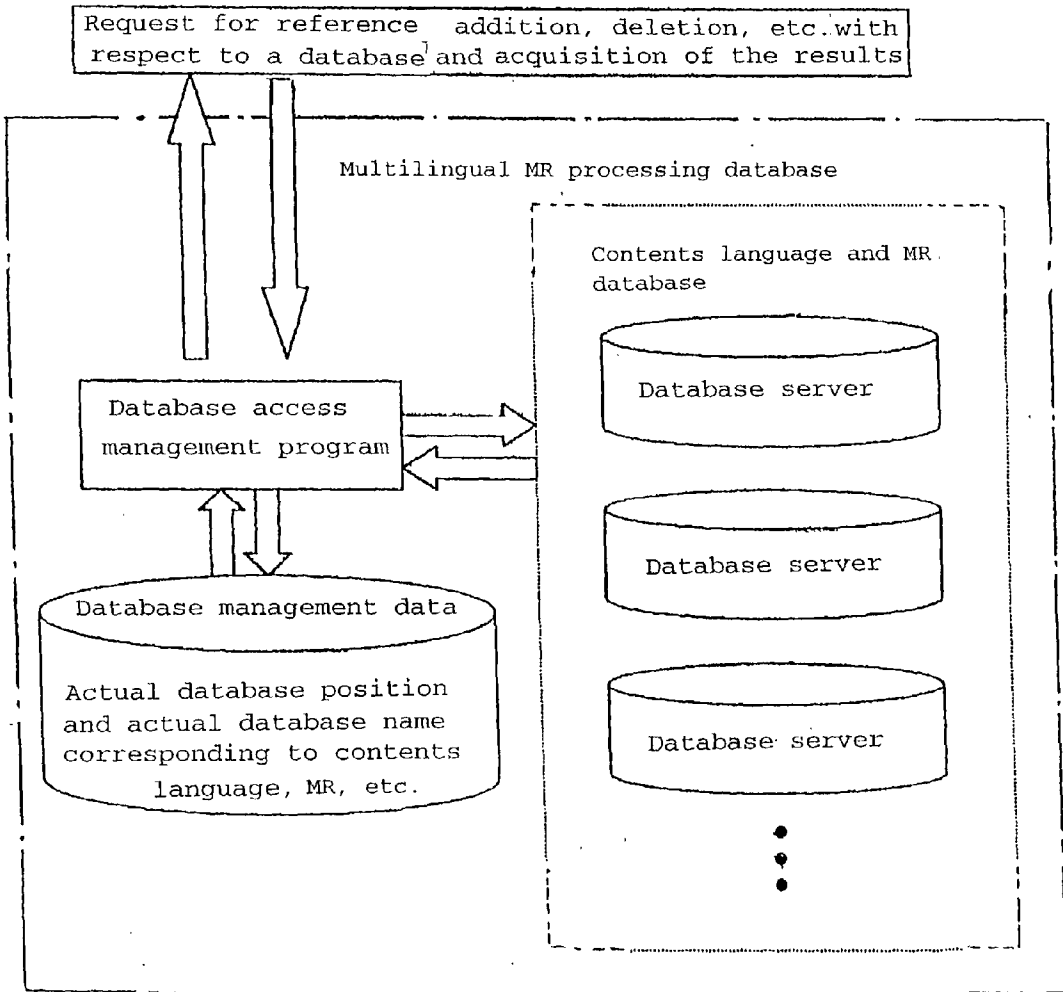 Request for reference, addition, deletion, etc. with
respect to a database and acquisition of the results
Multilingual MR processing database
Contents language and MR
database
Database server
Database access
management program
Database server
Database management data
Actual database position
and actual database name
corresponding to contents
language, MR, etc.
Database server